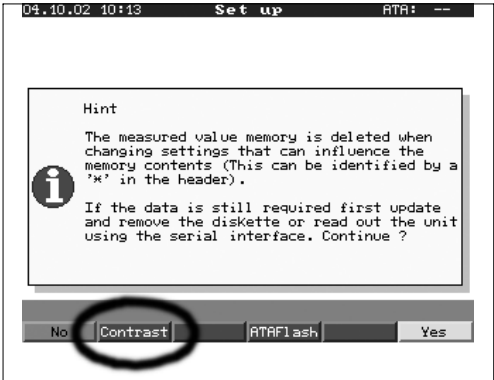 04.10.02 10:13 Set up ATA: --
Hint
The measured value memory is deleted when
changing settings that can influence the
memory contents (This can be identified by a
'*' in the header).
If the data is still required first update
and remove the diskette or read out the unit
using the serial interface. Continue ?
No Contrast ATAFlash Yes